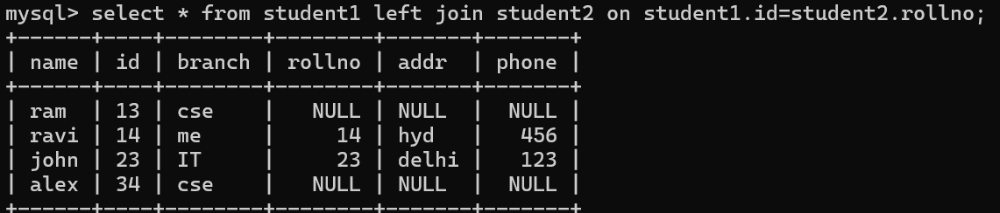 mysql> select * from student1 left join student2 on student1.id=student2.rollno;
+------+----+--------+--------+-------+-------+
| name | id | branch | rollno | addr  | phone |
+------+----+--------+--------+-------+-------+
| ram  | 13 | cse    |   NULL | NULL  |  NULL |
| ravi | 14 | me     |     14 | hyd   |   456 |
| john | 23 | IT     |     23 | delhi |   123 |
| alex | 34 | cse    |   NULL | NULL  |  NULL |
+------+----+--------+--------+-------+-------+